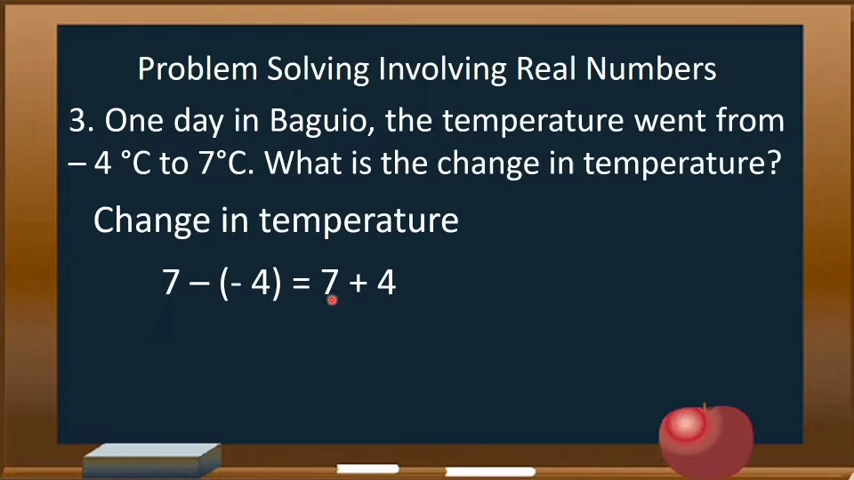 Problem Solving Involving Real Numbers
3. One day in Baguio, the temperature went from
– 4 °C to 7°C. What is the change in temperature?
Change in temperature
7 – (- 4) = 7 + 4